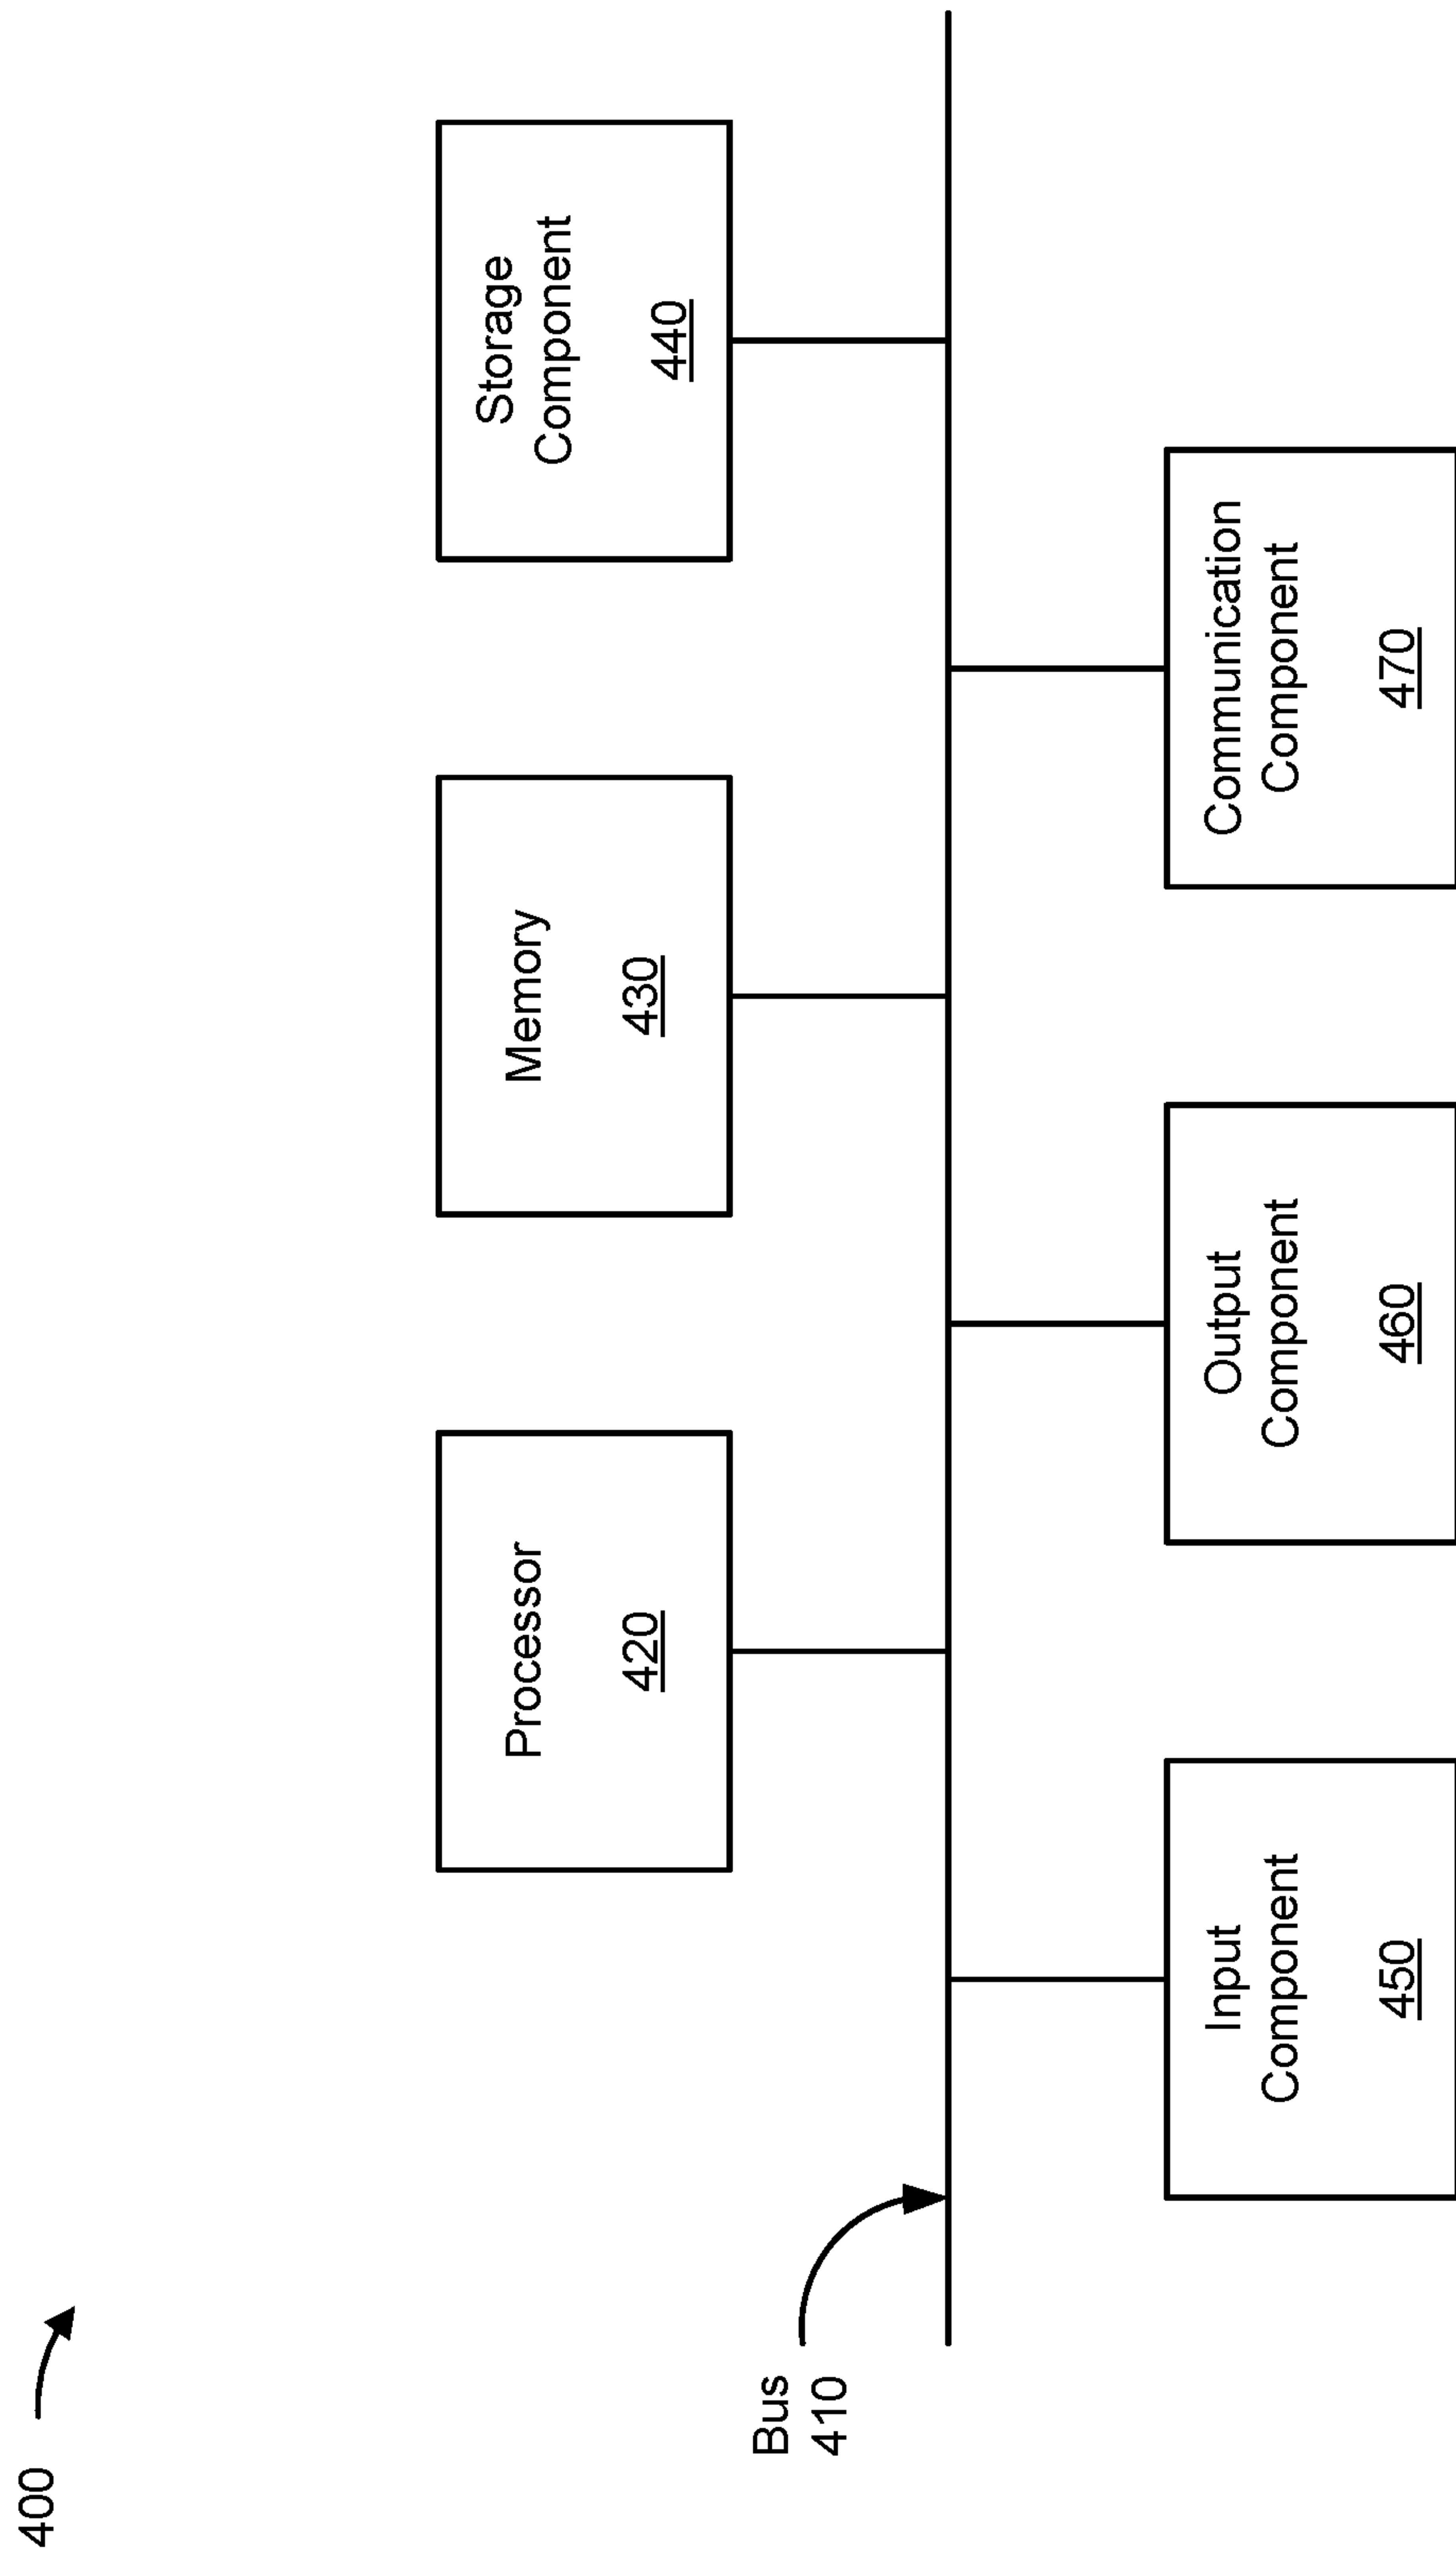 400
Processor
420
Memory
430
Storage
Component
440
Bus
410
Input
Component
450
Output
Component
460
Communication
Component
470